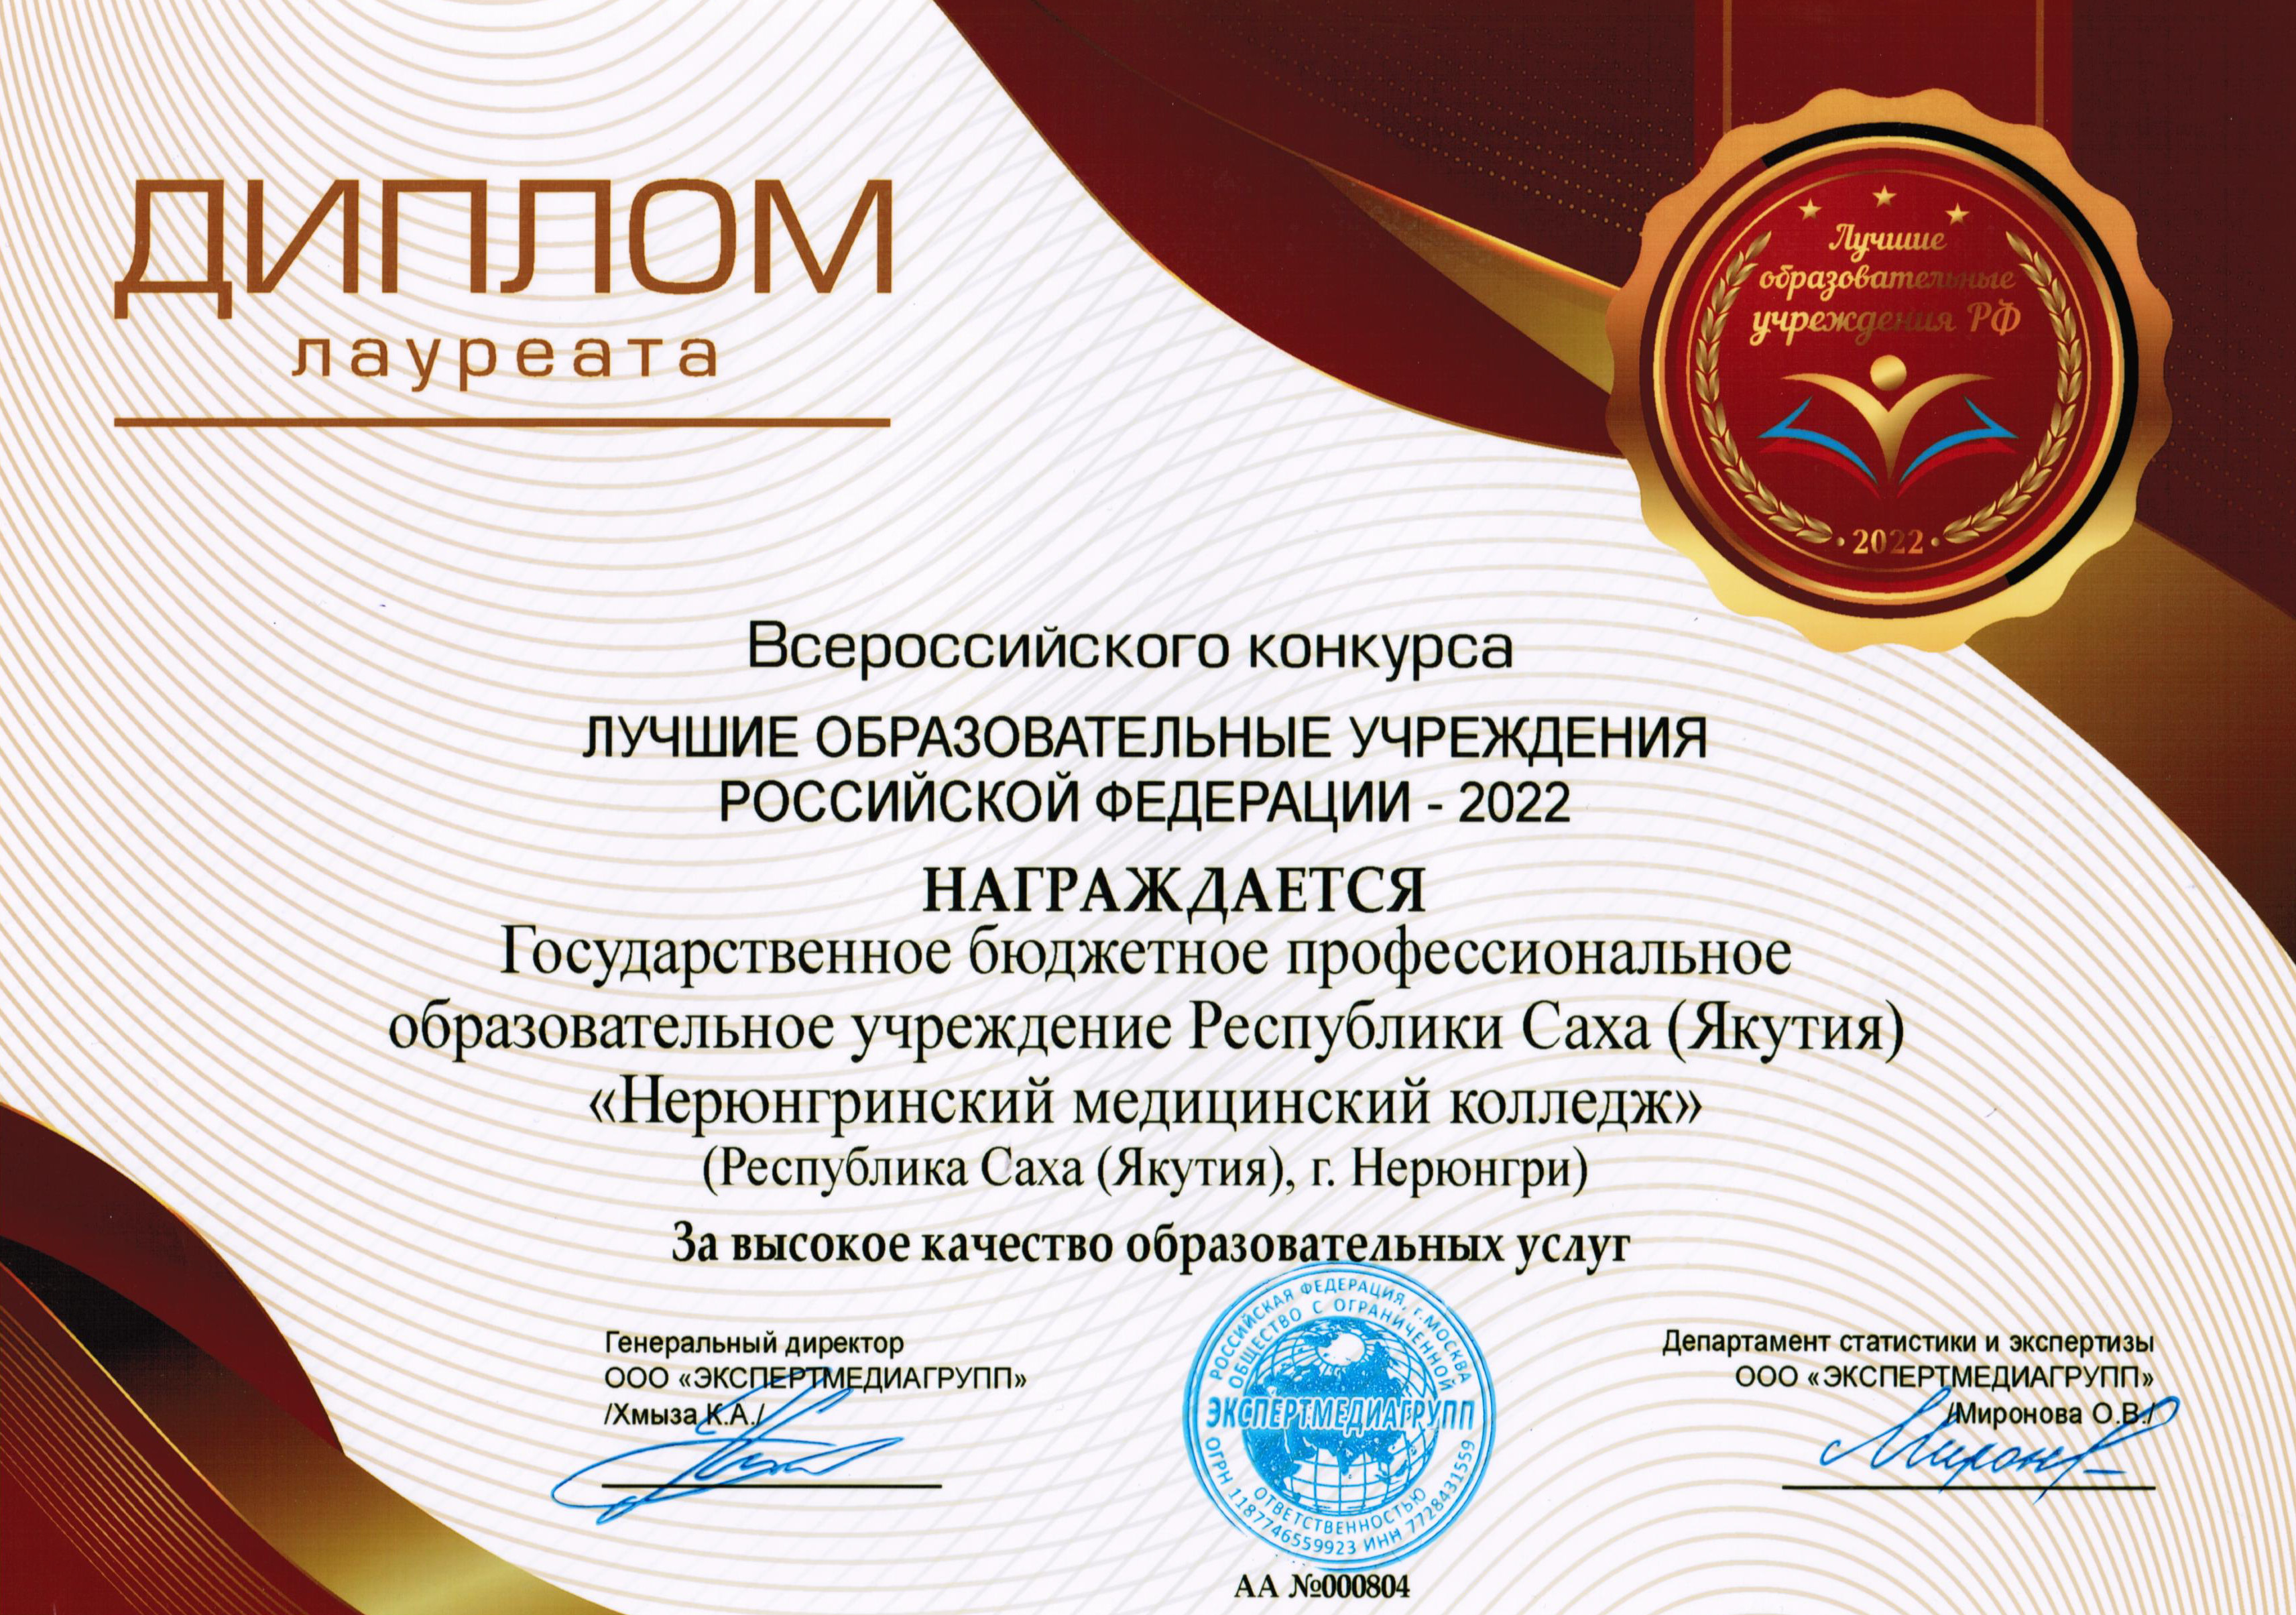 ДИПЛОМ
лауреата
Лучшие
образовательные
учреждения РФ
2022
Всероссийского конкурса
ЛУЧШИЕ ОБРАЗОВАТЕЛЬНЫЕ УЧРЕЖДЕНИЯ
РОССИЙСКОЙ ФЕДЕРАЦИИ - 2022
НАГРАЖДАЕТСЯ
Государственное бюджетное профессиональное
образовательное учреждение Республики Саха (Якутия)
«Нерюнгринский медицинский колледж»
(Республика Саха (Якутия), г. Нерюнгри)
За высокое качество образовательных услуг
Генеральный директор
ООО «ЭКСПЕРТМЕДИАГРУПП»
/Хмыза К.А./
РОССИЙСКАЯ ФЕДЕРАЦИЯ, г.МОСКВА
ОБЩЕСТВО С ОГРАНИЧЕННОЙ
ЭКСПЕРТМЕДИАГРУПП
ОТВЕТСТВЕННОСТЬЮ
ОГРН 1187746559923 ИНН 7728431559
Департамент статистики и экспертизы
ООО «ЭКСПЕРТМЕДИАГРУПП»
/Миронова О.В./
АА №000804